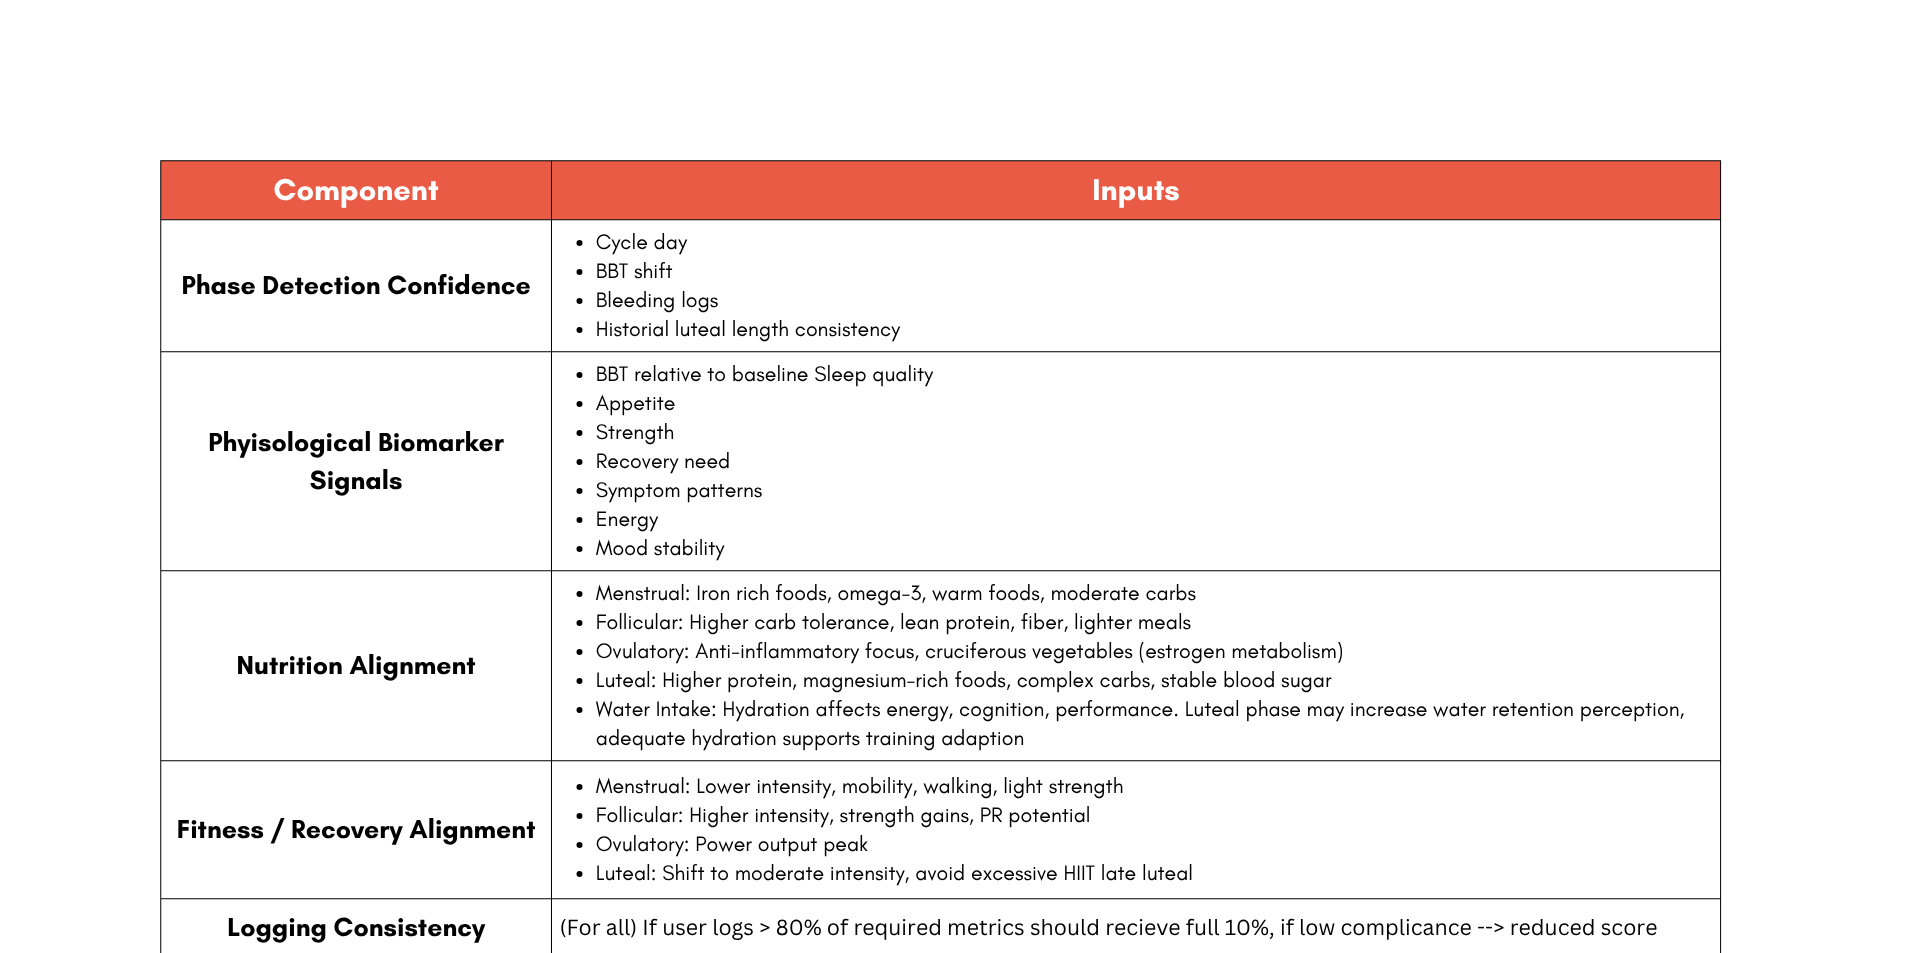 Component
Inputs
Phase Detection Confidence
• Cycle day
• BBT shift
• Bleeding logs
• Historial luteal length consistency
Phyisological Biomarker
Signals
• BBT relative to baseline Sleep quality
• Appetite
• Strength
• Recovery need
• Symptom patterns
• Energy
• Mood stability
Nutrition Alignment
• Menstrual: Iron rich foods, omega-3, warm foods, moderate carbs
• Follicular: Higher carb tolerance, lean protein, fiber, lighter meals
• Ovulatory: Anti-inflammatory focus, cruciferous vegetables (estrogen metabolism)
• Luteal: Higher protein, magnesium-rich foods, complex carbs, stable blood sugar
• Water Intake: Hydration affects energy, cognition, performance. Luteal phase may increase water retention perception,
adequate hydration supports training adaption
Fitness / Recovery Alignment
• Menstrual: Lower intensity, mobility, walking, light strength
• Follicular: Higher intensity, strength gains, PR potential
• Ovulatory: Power output peak
• Luteal: Shift to moderate intensity, avoid excessive HIIT late luteal
Logging Consistency
(For all) If user logs > 80% of required metrics should recieve full 10%, if low complicance --> reduced score